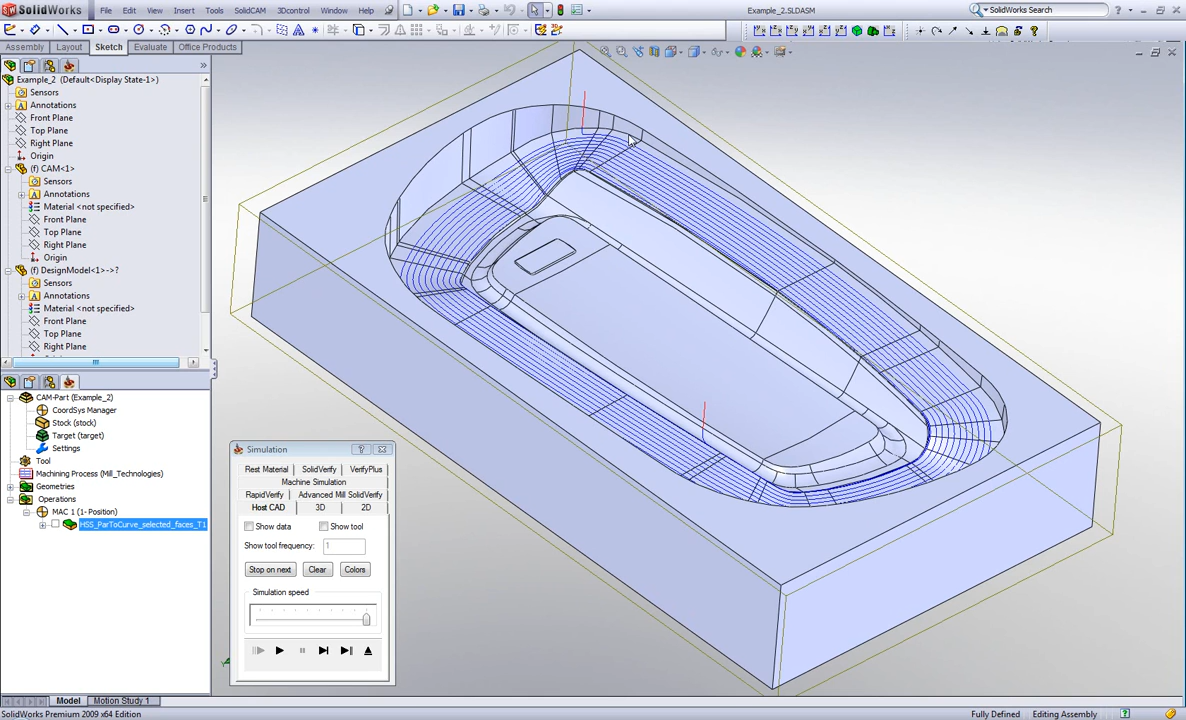 SolidWorks File Edit View Insert Tools SolidCAM 3Dcontrol Window Help Example_2.SLDASM SolidWorks Search
Assembly Layout Sketch Evaluate Office Products
Example_2 (Default<Display State-1>)
Sensors
Annotations
Front Plane
Top Plane
Right Plane
Origin
(f) CAM<1>
Sensors
Annotations
Material <not specified>
Front Plane
Top Plane
Right Plane
Origin
(f) DesignModel<1>->?
Sensors
Annotations
Material <not specified>
Front Plane
Top Plane
Right Plane
CAM-Part (Example_2)
CoordSys Manager
Stock (stock)
Target (target)
Settings
Tool
Machining Process (Mill_Technologies)
Geometries
Operations
MAC 1 (1- Position)
HSS_ParToCurve_selected_faces_T1
Simulation
Rest Material SolidVerify VerifyPlus
Machine Simulation
RapidVerify Advanced Mill SolidVerify
Host CAD 3D 2D
Show data Show tool
Show tool frequency: 1
Stop on next Clear Colors
Simulation speed
Model Motion Study 1
SolidWorks Premium 2009 x64 Edition Fully Defined Editing Assembly